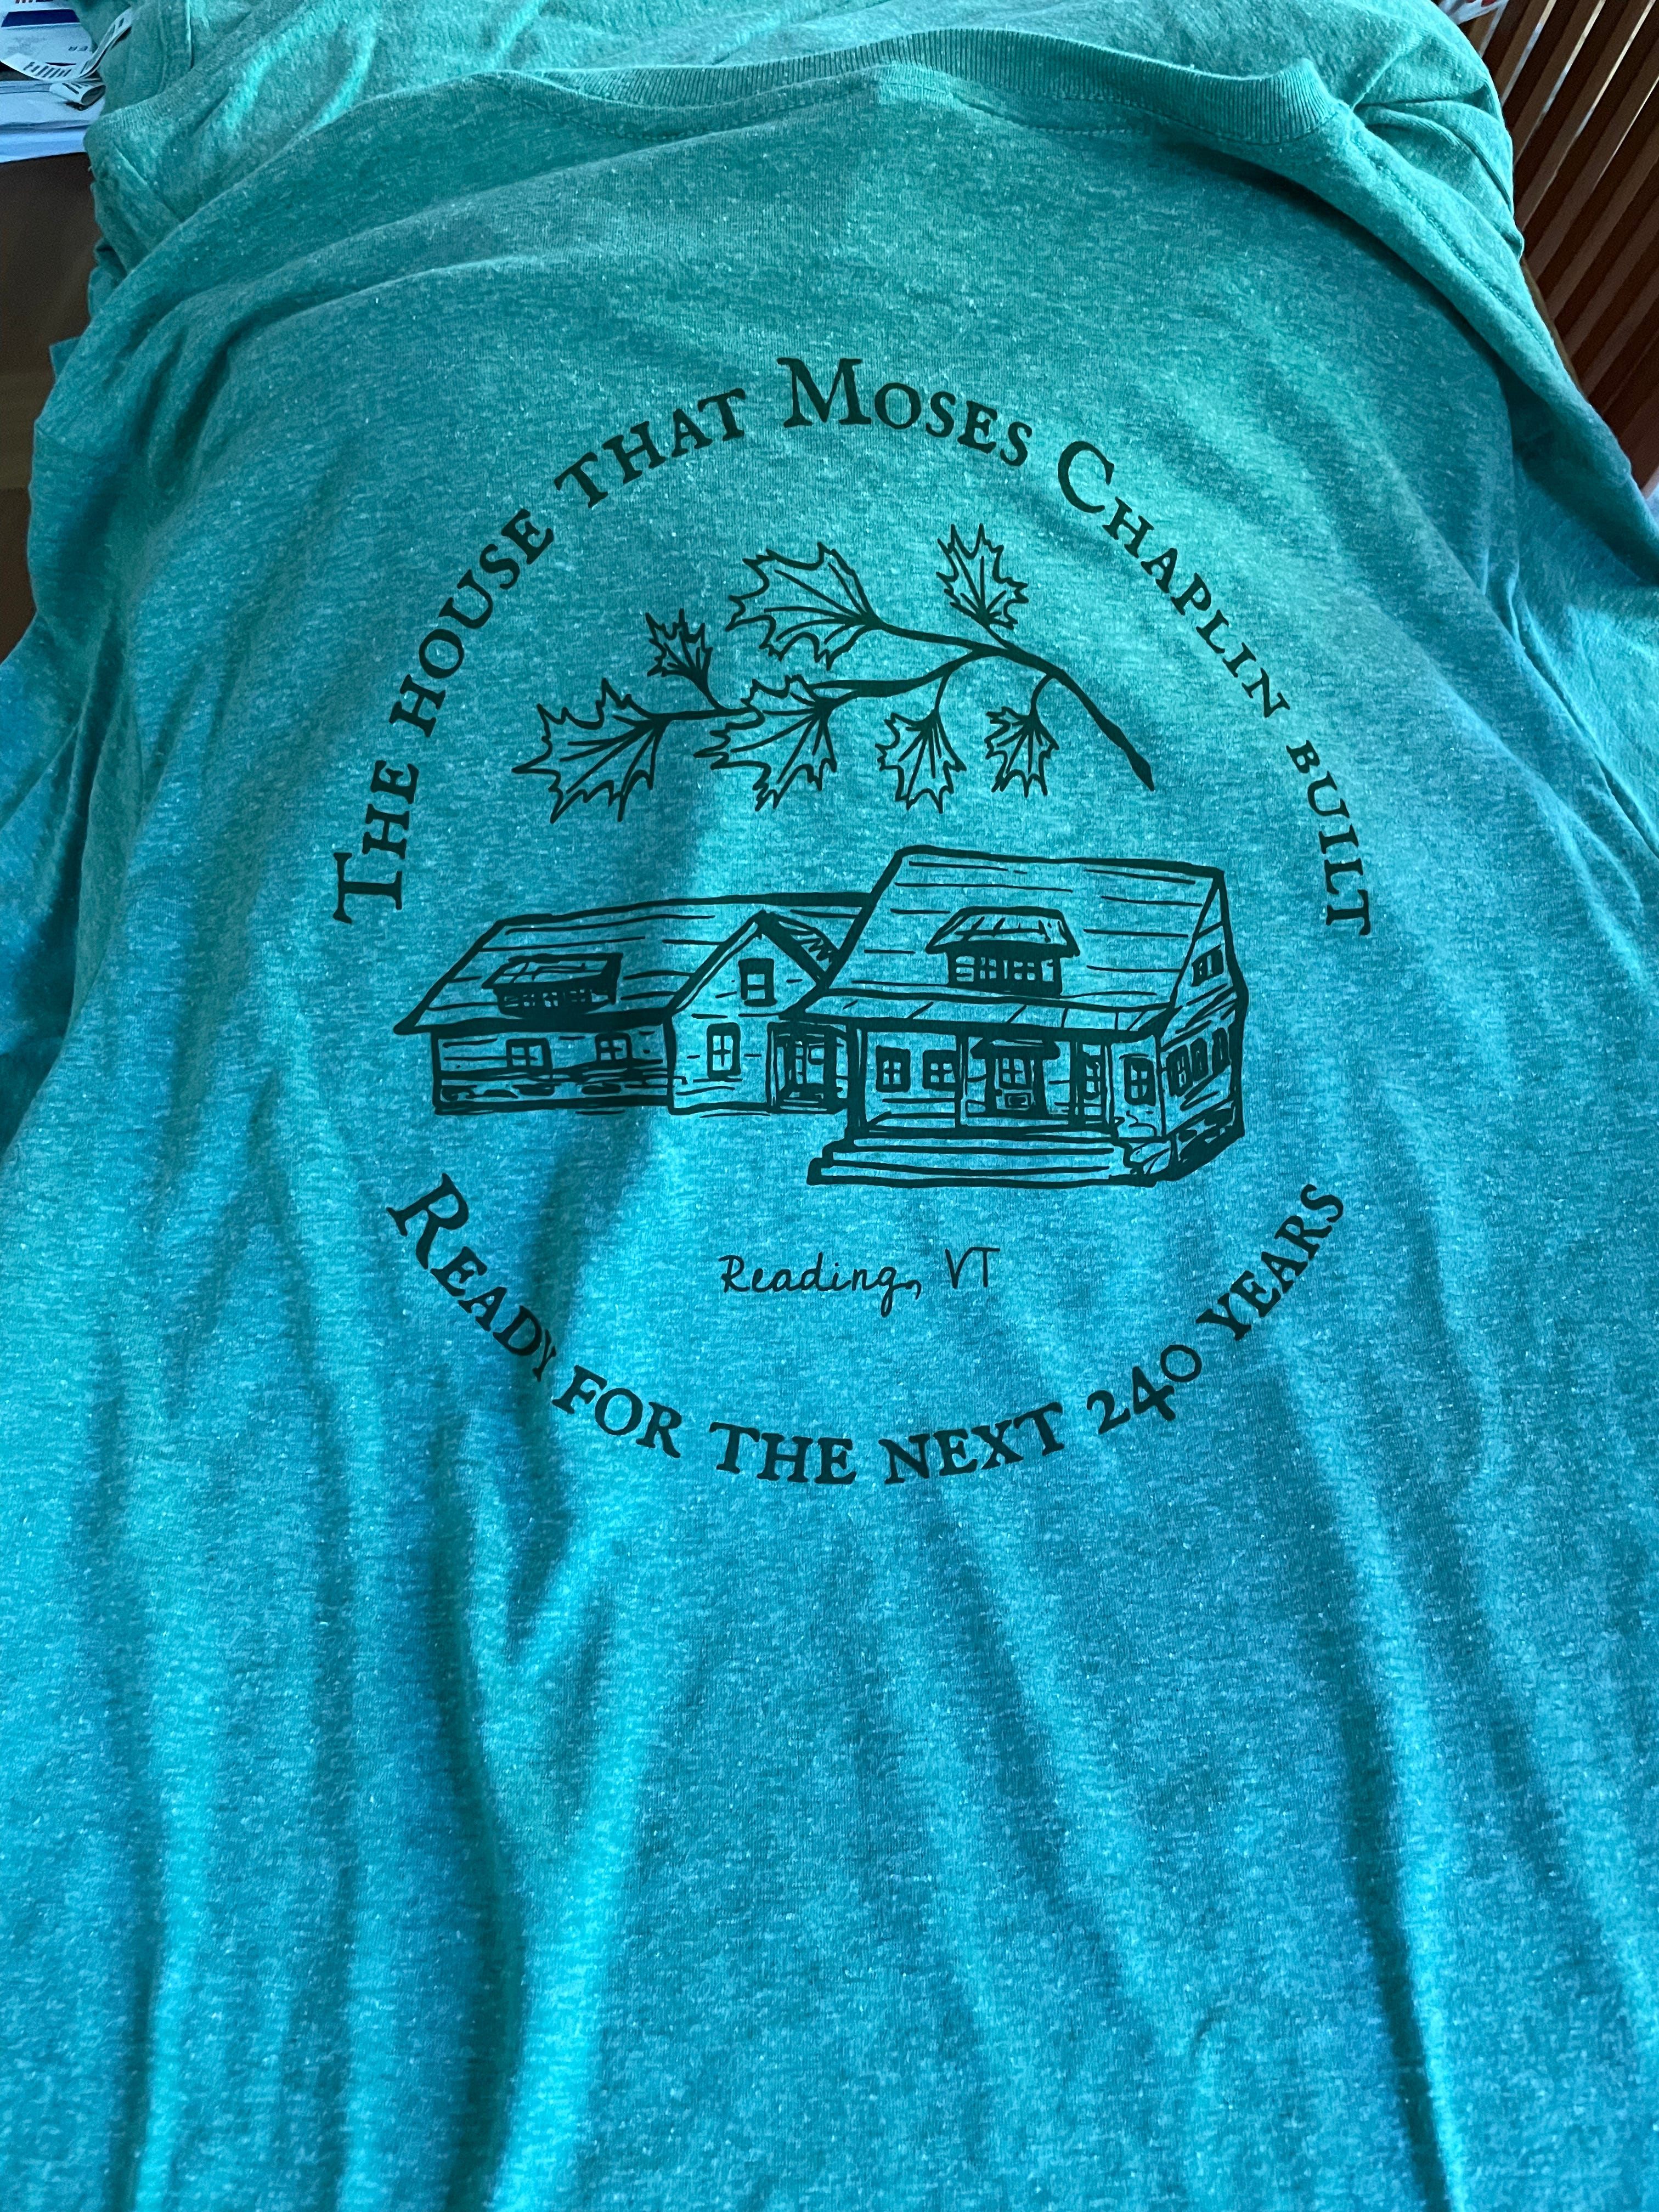 The house that Moses Chaplin built
Reading, VT
Ready for the next 240 years